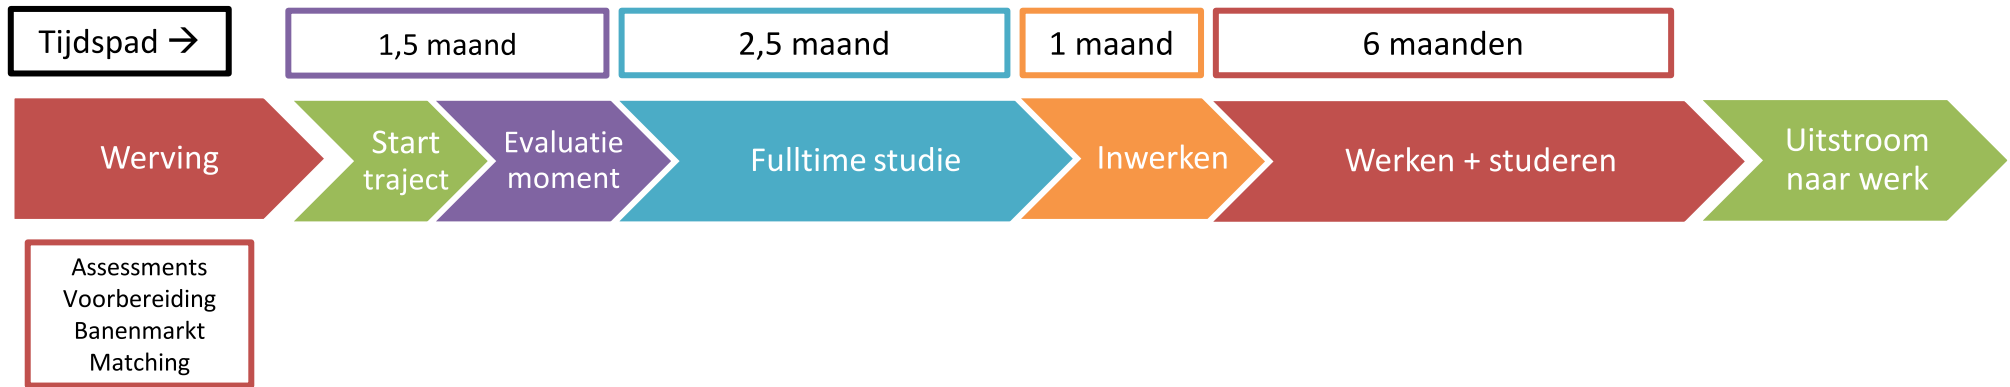 Tijdspad →
1,5 maand
2,5 maand
1 maand
6 maanden
Werving
Start
traject
Evaluatie
moment
Fulltime studie
Inwerken
Werken + studeren
Uitstroom
naar werk
Assessments
Voorbereiding
Banenmarkt
Matching